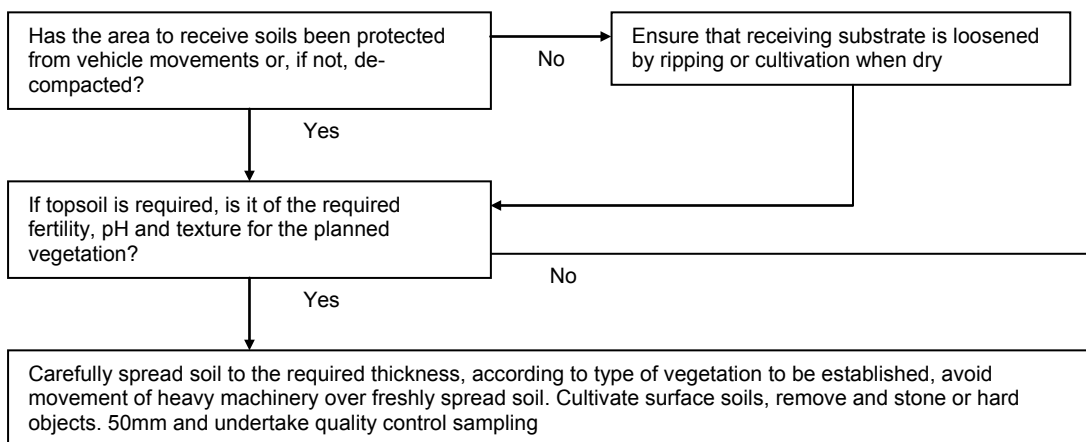 Has the area to receive soils been protected
from vehicle movements or, if not, de-
compacted?
No
Ensure that receiving substrate is loosened
by ripping or cultivation when dry
Yes
If topsoil is required, is it of the required
fertility, pH and texture for the planned
vegetation?
No
Yes
Carefully spread soil to the required thickness, according to type of vegetation to be established, avoid
movement of heavy machinery over freshly spread soil. Cultivate surface soils, remove and stone or hard
objects. 50mm and undertake quality control sampling